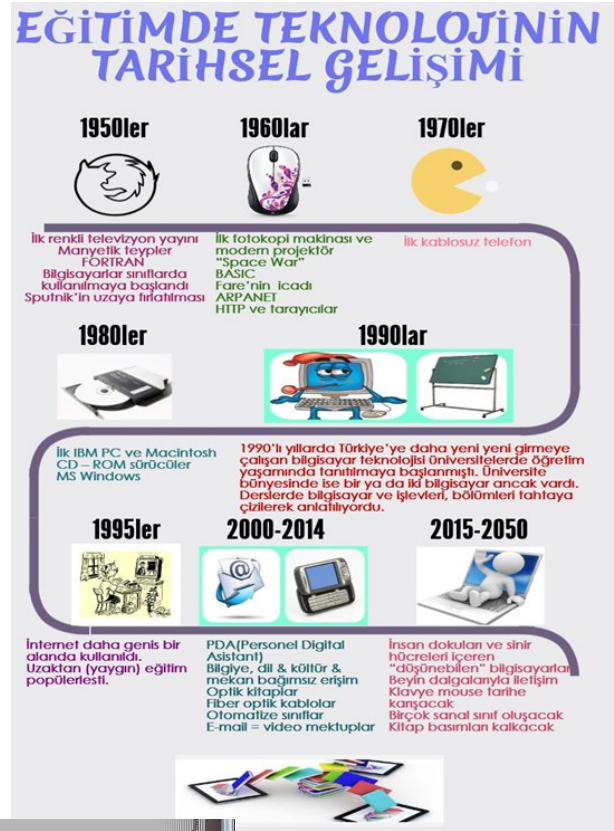 EĞİTİMDE TEKNOLOJİNİN
TARİHSEL GELİŞİMİ
1950ler
1960lar
1970ler
İlk renkli televizyon yayını
Manyetik teypler
FORTRAN
Bilgisayarlar sınıflarda
kullanılmaya başlandı
Sputnik'in uzaya fırlatılması
İlk fotokopi makinası ve
modern projektör
"Space War"
BASIC
Fare'nin icadı
ARPANET
HTTP ve tarayıcılar
İlk kablosuz telefon
1980ler
1990lar
İlk IBM PC ve Macintosh
CD – ROM sürücüler
MS Windows
1990'lı yıllarda Türkiye'ye daha yeni yeni girmeye
çalışan bilgisayar teknolojisi üniversitelerde öğretim
yaşamında tanıtılmaya başlanmıştı. Üniversite
bünyesinde ise bir ya da iki bilgisayar ancak vardı.
Derslerde bilgisayar ve işlevleri, bölümleri tahtaya
çizilerek anlatılıyordu.
1995ler
2000-2014
2015-2050
@
İnternet daha genis bir
alanda kullanıldı.
Uzaktan (yaygın) eğitim
popülerlesti.
PDA(Personel Digital
Asistant)
Bilgiye, dil & kültür &
mekan bağımsız erişim
Optik kitaplar
Fiber optik kablolar
Otomatize sınıflar
E-mail = video mektuplar
İnsan dokuları ve sinir
hücreleri içeren
"düşünebilen" bilgisayarlar
Beyin dalgalarıyla iletişim
Klavye mouse tarihe
karışacak
Birçok sanal sınıf oluşacak
Kitap basımları kalkacak